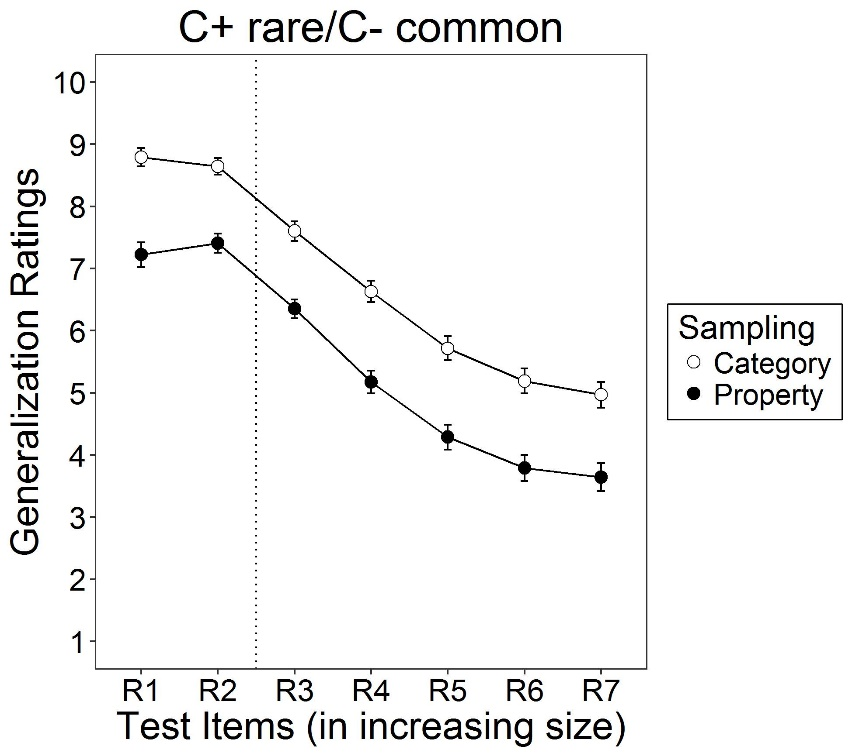 C+ rare/C- common
Generalization Ratings
10
9
8
7
6
5
4
3
2
1
R1 R2 R3 R4 R5 R6 R7
Test Items (in increasing size)
Sampling
Category
Property